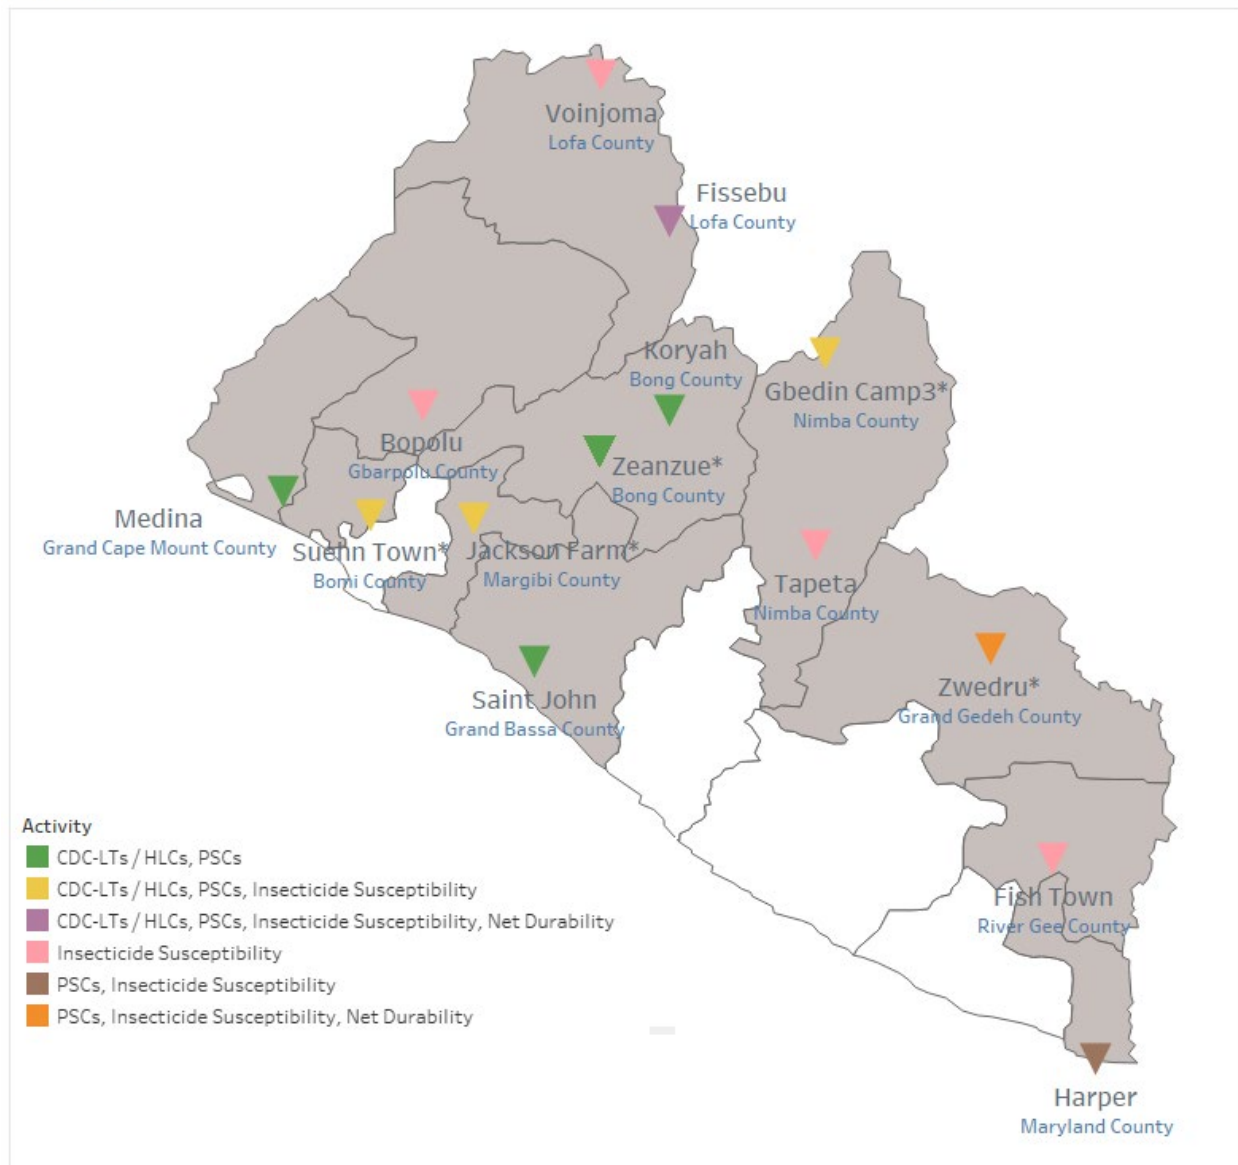 Voinjoma
Lofa County
Fissebu
Lofa County
Koryah
Bong County
Gbedin Camp3*
Nimba County
Bopolu
Gbarpolu County
Zeanzue*
Bong County
Medina
Grand Cape Mount County
Suehn Town*
Bomi County
Jackson Farm*
Margibi County
Tapeta
Nimba County
Saint John
Grand Bassa County
Zwedru*
Grand Gedeh County
Activity
CDC-LTs / HLCs, PSCs
CDC-LTs / HLCs, PSCs, Insecticide Susceptibility
CDC-LTs / HLCs, PSCs, Insecticide Susceptibility, Net Durability
Insecticide Susceptibility
PSCs, Insecticide Susceptibility
PSCs, Insecticide Susceptibility, Net Durability
Fish Town
River Gee County
Harper
Maryland County